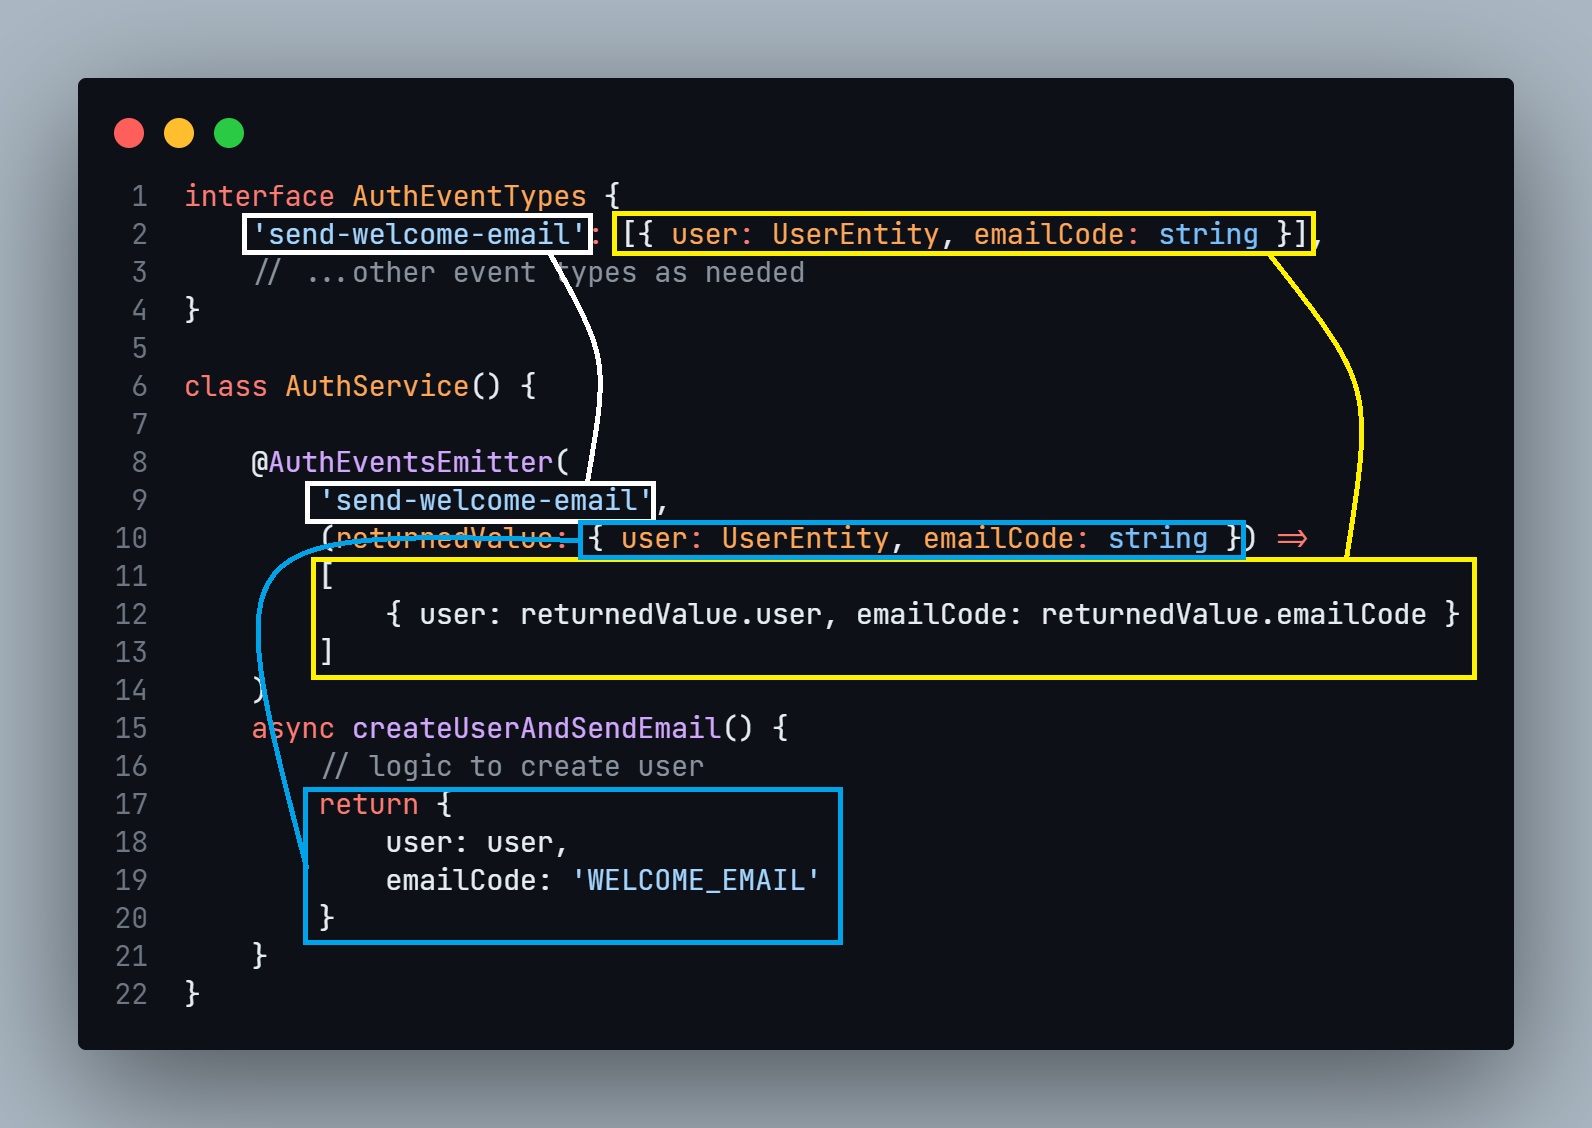 1 interface AuthEventTypes {
2 'send-welcome-email': [{ user: UserEntity, emailCode: string }],
3 // ...other event types as needed
4 }
5
6 class AuthService() {
7
8 @AuthEventsEmitter(
9 'send-welcome-email',
10 (returnedValue: { user: UserEntity, emailCode: string }) =>
11 [
12 { user: returnedValue.user, emailCode: returnedValue.emailCode }
13 ]
14 )
15 async createUserAndSendEmail() {
16 // logic to create user
17 return {
18 user: user,
19 emailCode: 'WELCOME_EMAIL'
20 }
21 }
22 }